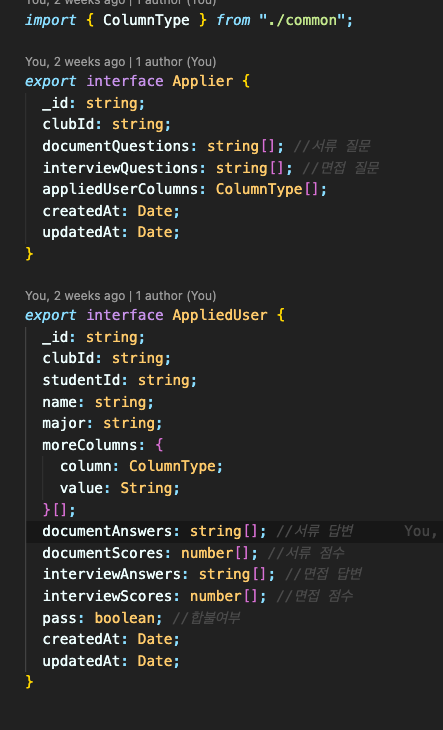 You, 2 weeks ago | 1 author (You)
import { ColumnType } from "./common";
You, 2 weeks ago | 1 author (You)
export interface Applier {
_id: string;
clubId: string;
documentQuestions: string[]; //서류 질문
interviewQuestions: string[]; //면접 질문
appliedUserColumns: ColumnType[];
createdAt: Date;
updatedAt: Date;
}
You, 2 weeks ago | 1 author (You)
export interface AppliedUser {
_id: string;
clubId: string;
studentId: string;
name: string;
major: string;
moreColumns: {
column: ColumnType;
value: String;
}[];
documentAnswers: string[]; //서류 답변 You,
documentScores: number[]; //서류 점수
interviewAnswers: string[]; //면접 답변
interviewScores: number[]; //면접 점수
pass: boolean; //합불여부
createdAt: Date;
updatedAt: Date;
}